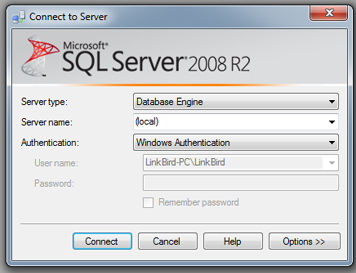 Connect to Server
Microsoft®
SQL Server® 2008 R2
Server type: Database Engine
Server name: (local)
Authentication: Windows Authentication
User name: LinkBird-PC\LinkBird
Password:
Remember password
Connect Cancel Help Options >>